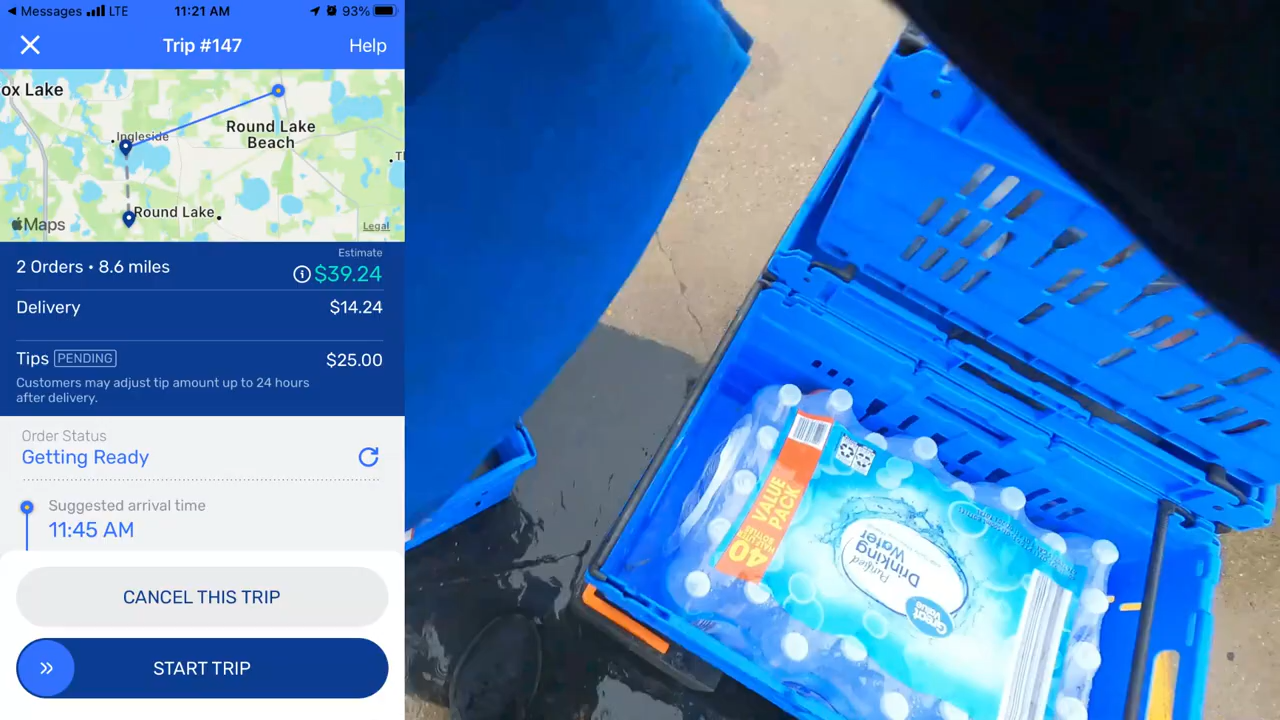 Messages LTE 11:21 AM 93%
Trip #147 Help
ox Lake
Ingleside
Round Lake
Beach
Round Lake
Maps
Legal
Estimate
2 Orders • 8.6 miles $39.24
Delivery $14.24
Tips PENDING $25.00
Customers may adjust tip amount up to 24 hours
after delivery.
Order Status
Getting Ready
Suggested arrival time
11:45 AM
CANCEL THIS TRIP
START TRIP
VALUE
PACK
40
Purified
Drinking
Water
Great
Value